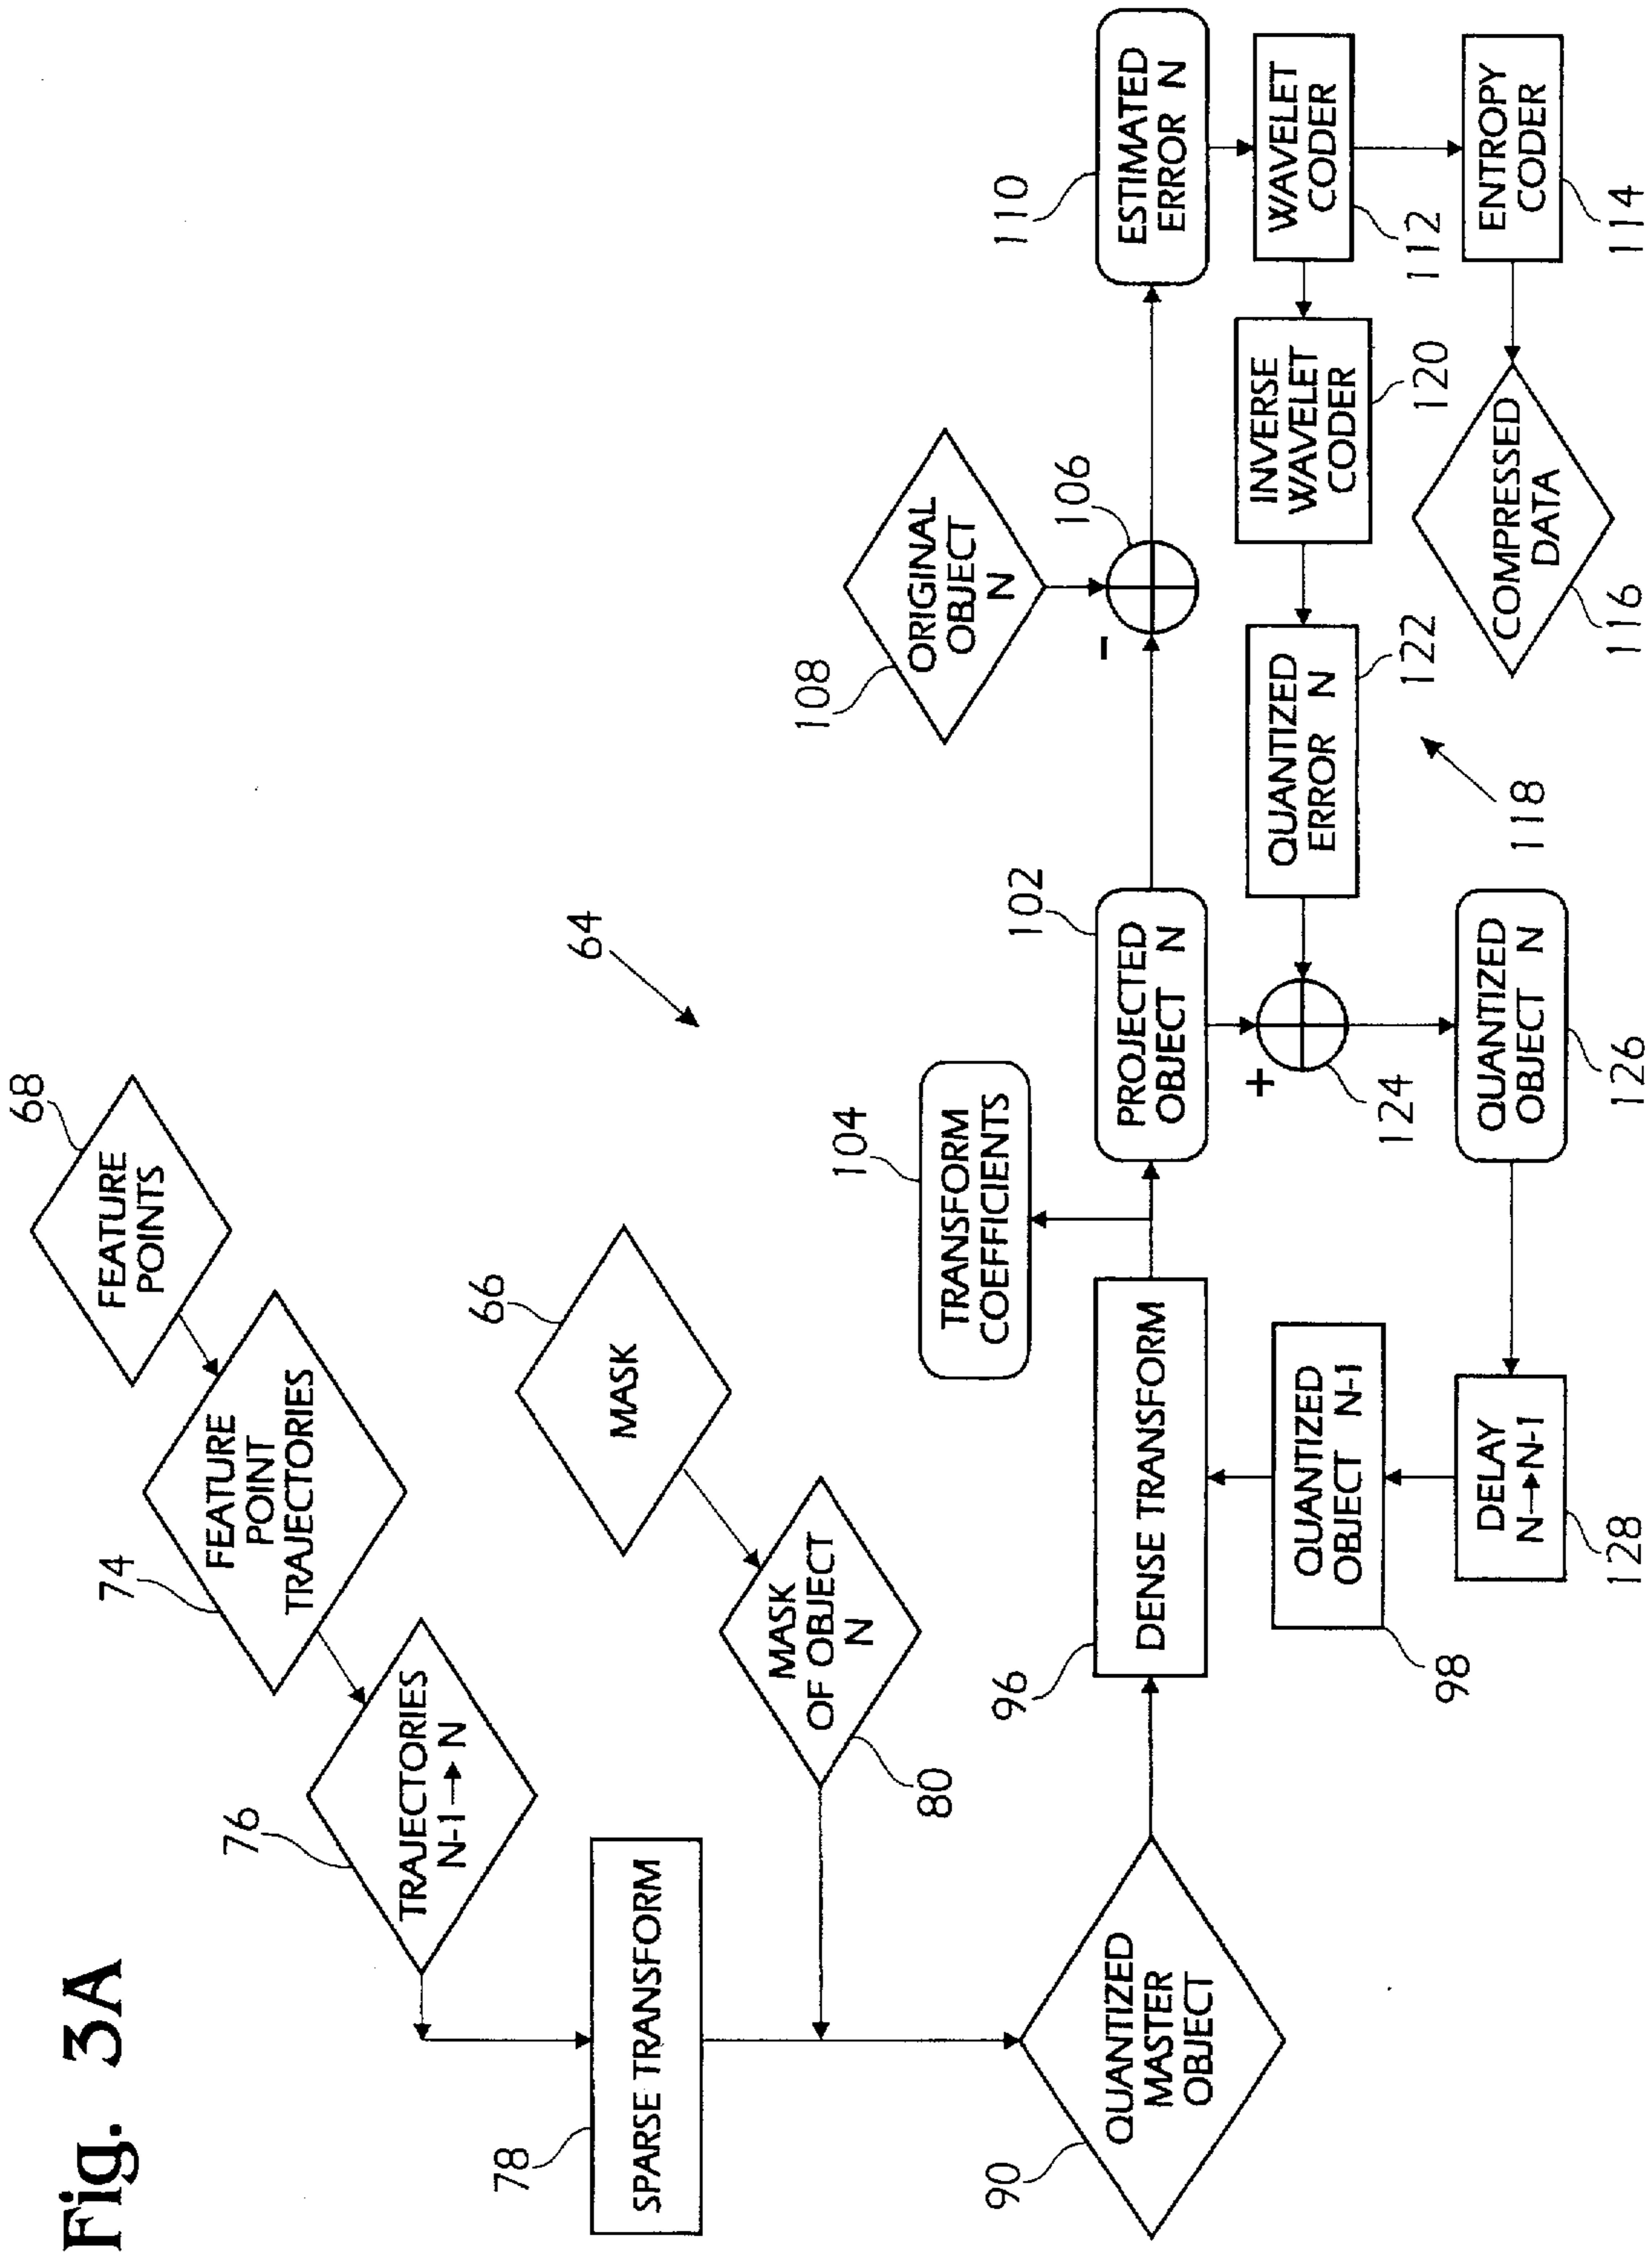 Fig. 3A
68
FEATURE
POINTS
74
FEATURE
POINT
TRAJECTORIES
76
TRAJECTORIES
N-1→N
78
SPARSE TRANSFORM
66
MASK
80
MASK
OF OBJECT
N
64
90
QUANTIZED
MASTER
OBJECT
96
DENSE TRANSFORM
98
QUANTIZED
OBJECT N-1
104
TRANSFORM
COEFFICIENTS
102
PROJECTED
OBJECT N
108
ORIGINAL
OBJECT
N
106
-
110
ESTIMATED
ERROR N
112
WAVELET
CODER
114
ENTROPY
CODER
116
COMPRESSED
DATA
120
INVERSE
WAVELET
CODER
122
QUANTIZED
ERROR N
118
+
124
126
QUANTIZED
OBJECT N
128
DELAY
N→N-1